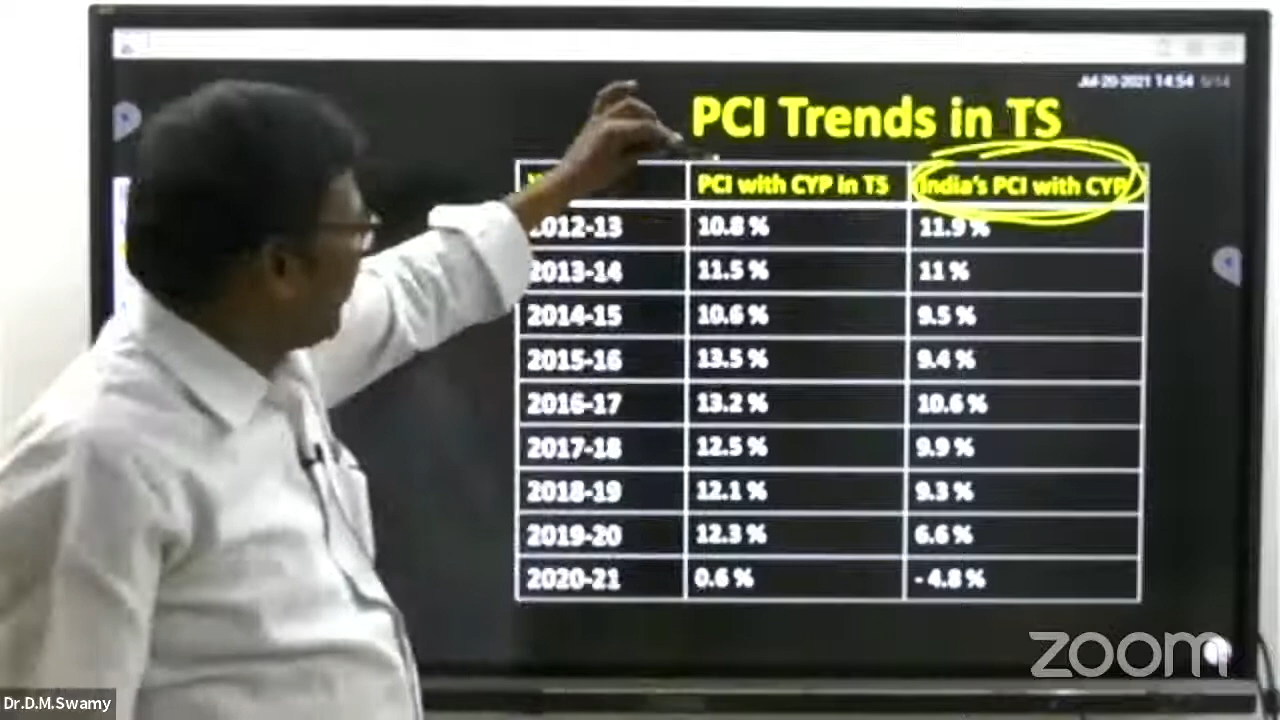 Jul-20-2021 14:54 9/14
PCI Trends in TS
PCI with CYP in TS India's PCI with CYP
2012-13 10.8 % 11.9 %
2013-14 11.5 % 11 %
2014-15 10.6 % 9.5 %
2015-16 13.5 % 9.4 %
2016-17 13.2 % 10.6 %
2017-18 12.5 % 9.9 %
2018-19 12.1 % 9.3 %
2019-20 12.3 % 6.6 %
2020-21 0.6 % - 4.8 %
zoom
Dr.D.M.Swamy